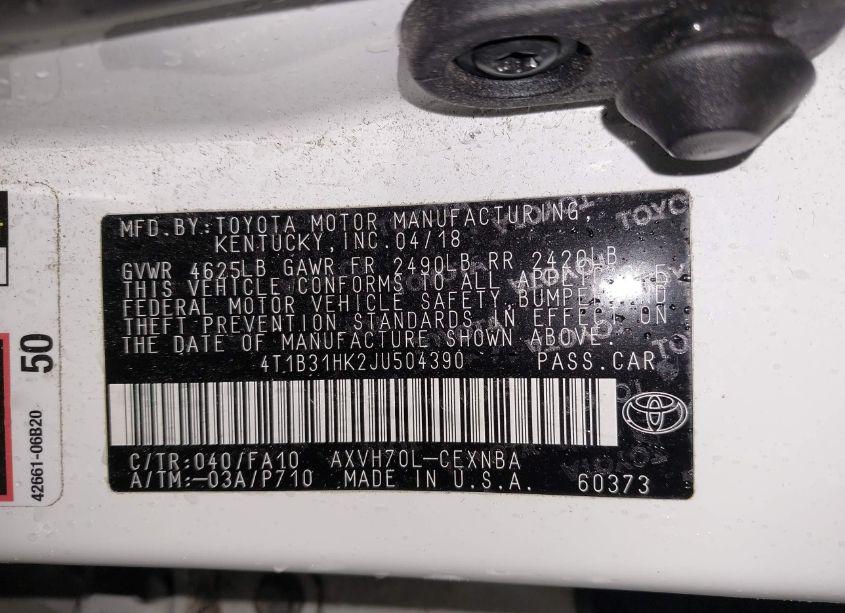 MFD.BY:TOYOTA MOTOR MANUFACTURING,
KENTUCKY,INC.04/18
GVWR 4625LB GAWR FR 2490LB RR 2420LB
THIS VEHICLE CONFORMS TO ALL
FEDERAL MOTOR VEHICLE SAFETY,BUMPER,AND
THEFT PREVENTION STANDARDS IN EFFECT ON
THE DATE OF MANUFACTURE SHOWN ABOVE.
4T1B31HK2JU504390 PASS.CAR
C/TR:040/FA10 AXVH70L-CEXNBA
A/TM:-03A/P710 MADE IN U.S.A. 60373
50
42661-06B20
TOYOTA